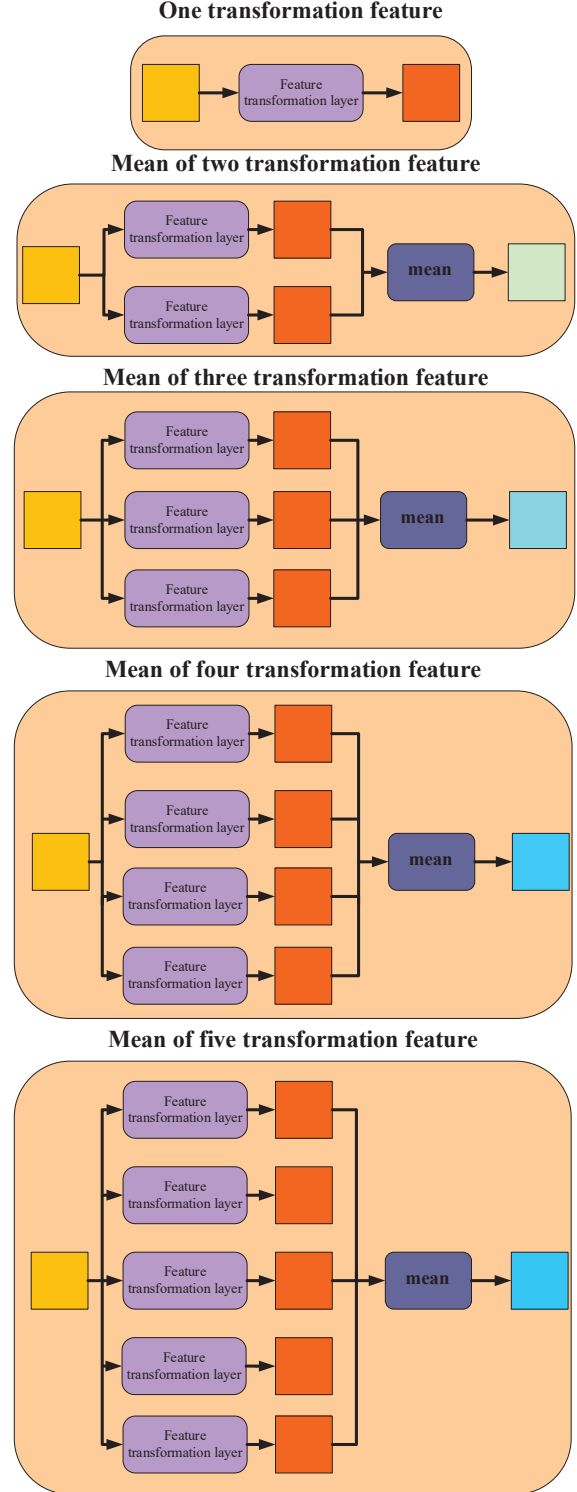 One transformation feature
Feature
transformation layer
Mean of two transformation feature
Feature
transformation layer
Feature
transformation layer
mean
Mean of three transformation feature
Feature
transformation layer
Feature
transformation layer
Feature
transformation layer
mean
Mean of four transformation feature
Feature
transformation layer
Feature
transformation layer
Feature
transformation layer
Feature
transformation layer
mean
Mean of five transformation feature
Feature
transformation layer
Feature
transformation layer
Feature
transformation layer
Feature
transformation layer
Feature
transformation layer
mean